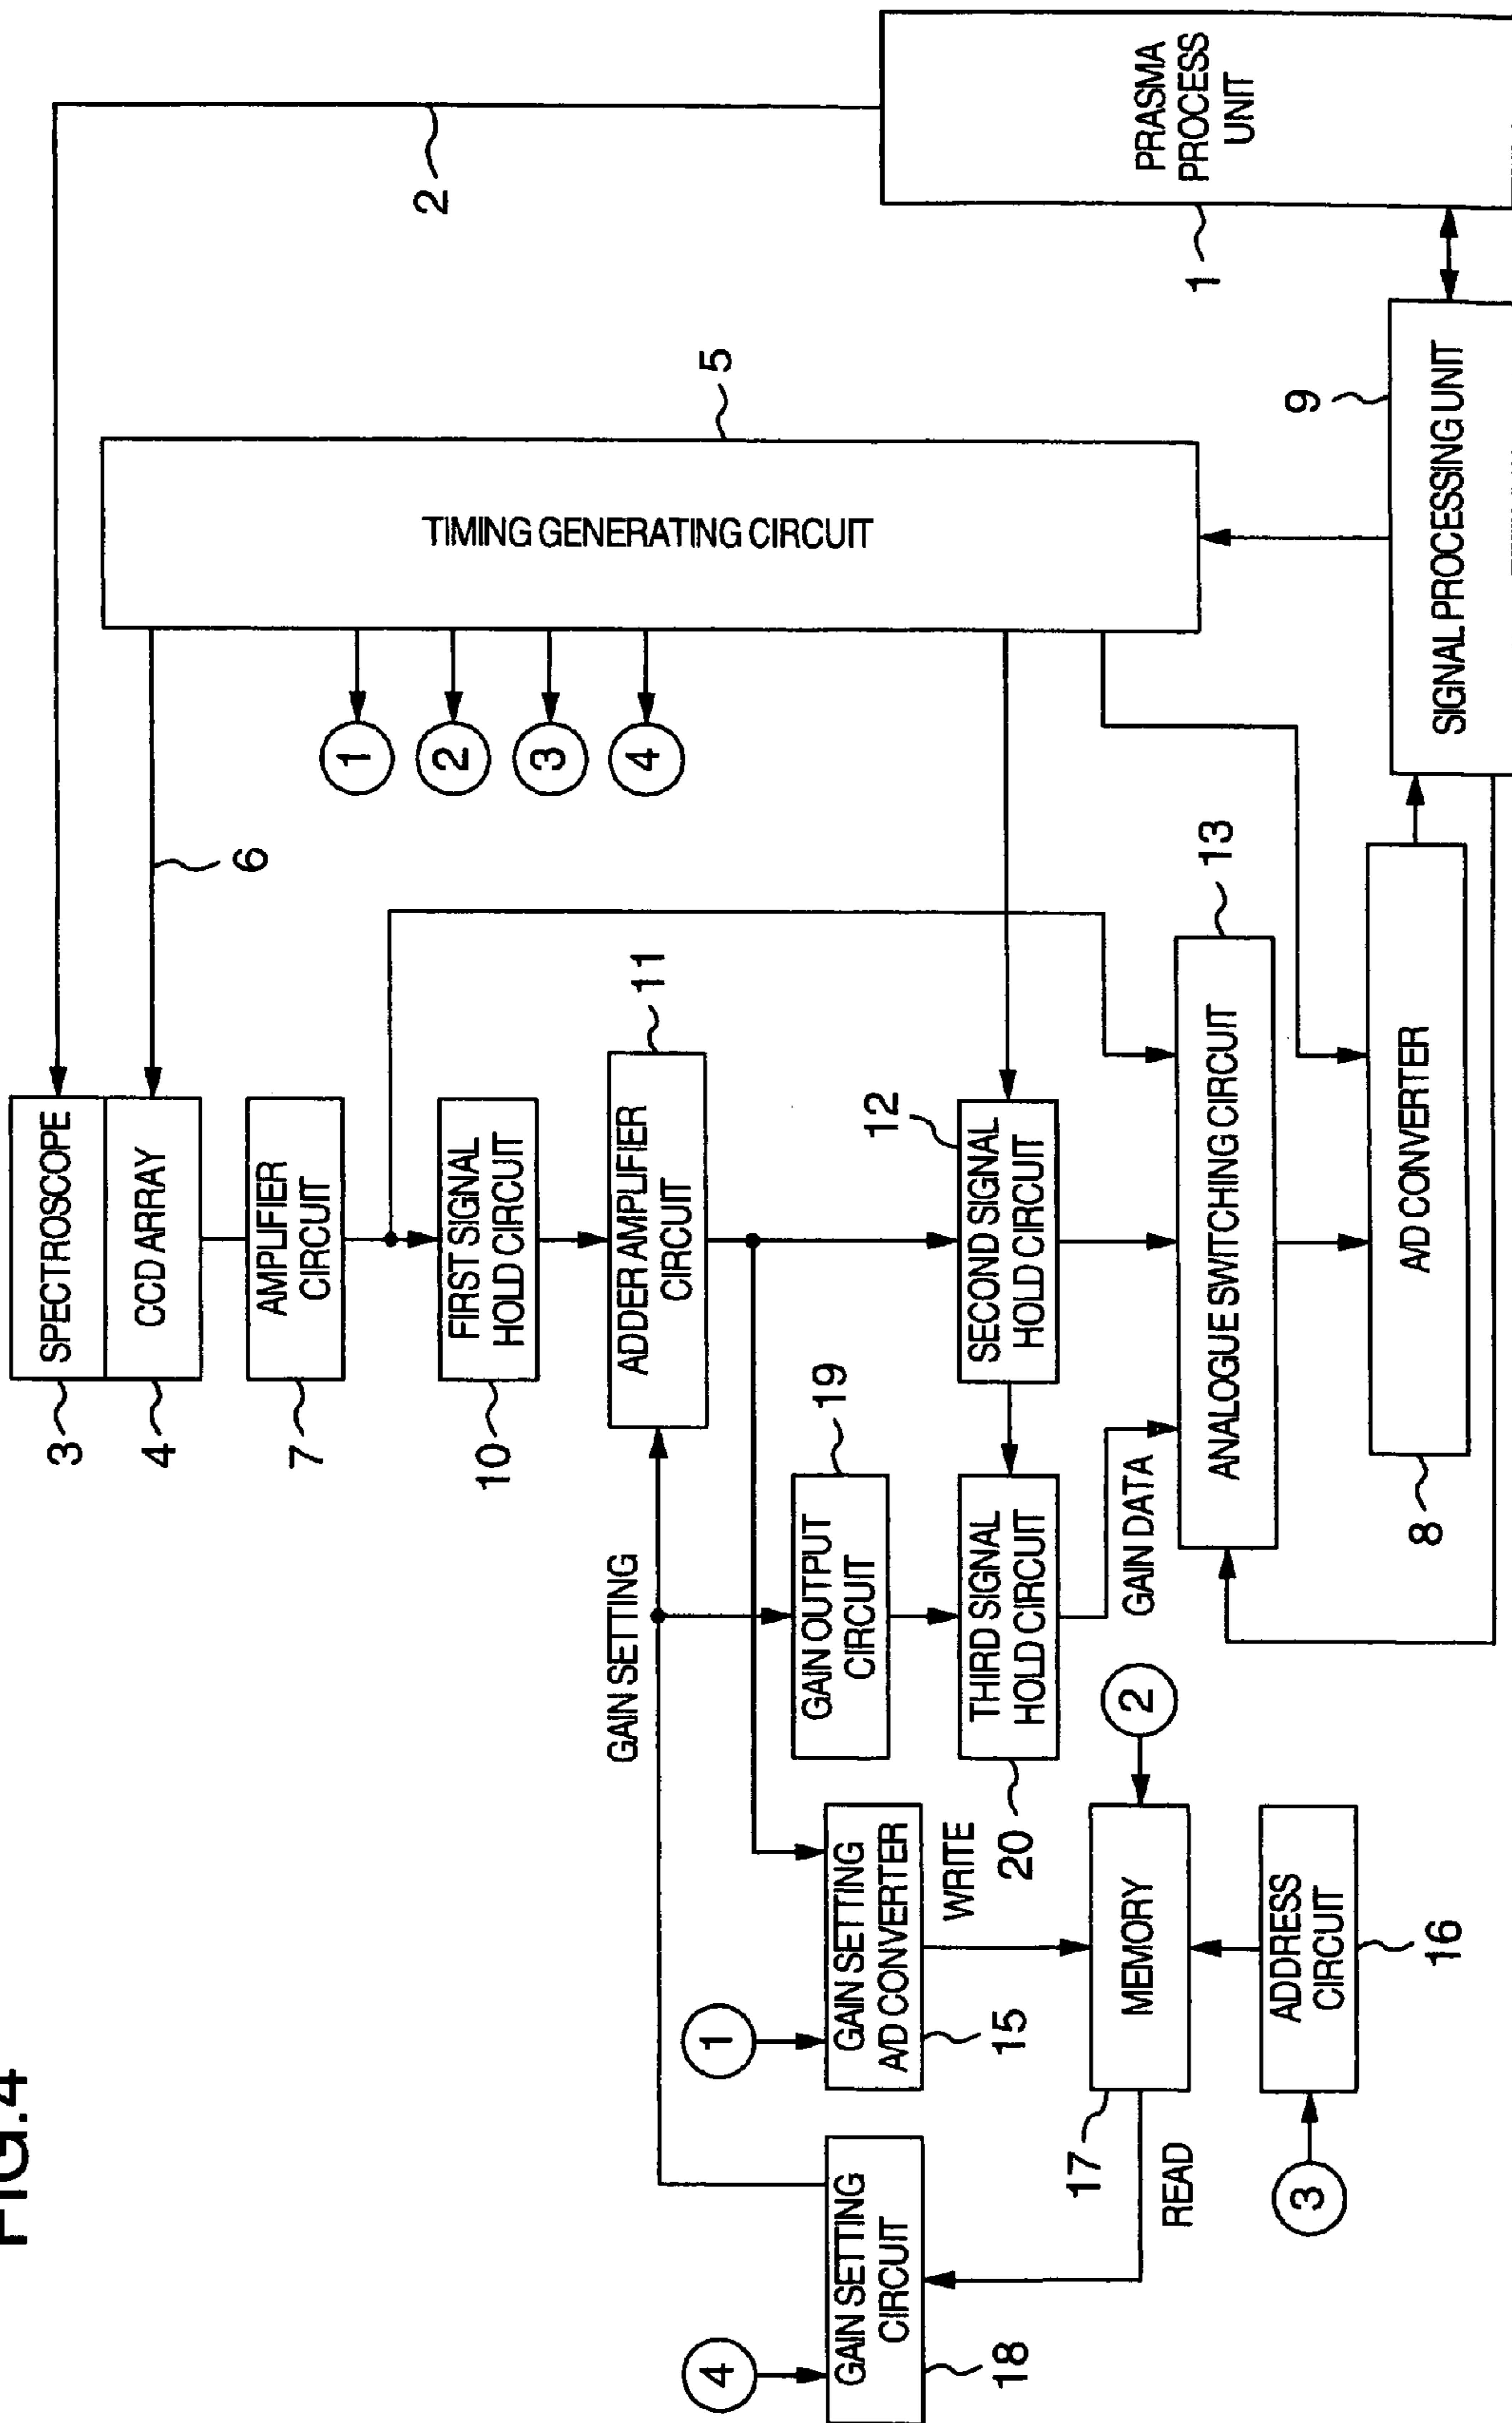 FIG.4
3
SPECTROSCOPE
4
CCD ARRAY
7
AMPLIFIER
CIRCUIT
10
FIRST SIGNAL
HOLD CIRCUIT
GAIN SETTING
ADDER AMPLIFIER
CIRCUIT
11
4
GAIN SETTING
CIRCUIT
18
1
GAIN SETTING
A/D CONVERTER
15
WRITE
GAIN OUTPUT
CIRCUIT
19
THIRD SIGNAL
HOLD CIRCUIT
20
SECOND SIGNAL
HOLD CIRCUIT
12
17
MEMORY
2
READ
3
ADDRESS
CIRCUIT
16
GAIN DATA
ANALOGUE SWITCHING CIRCUIT
13
8
A/D CONVERTER
6
1
2
3
4
TIMING GENERATING CIRCUIT
5
2
9
SIGNAL PROCESSING UNIT
1
PRASMA
PROCESS
UNIT